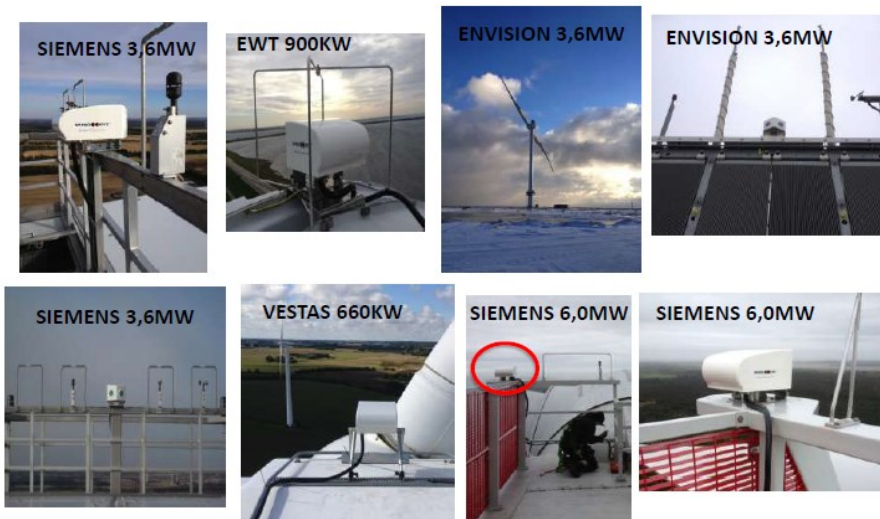 SIEMENS 3,6MW
EWT 900KW
ENVISION 3,6MW
ENVISION 3,6MW
SIEMENS 3,6MW
VESTAS 660KW
SIEMENS 6,0MW
SIEMENS 6,0MW